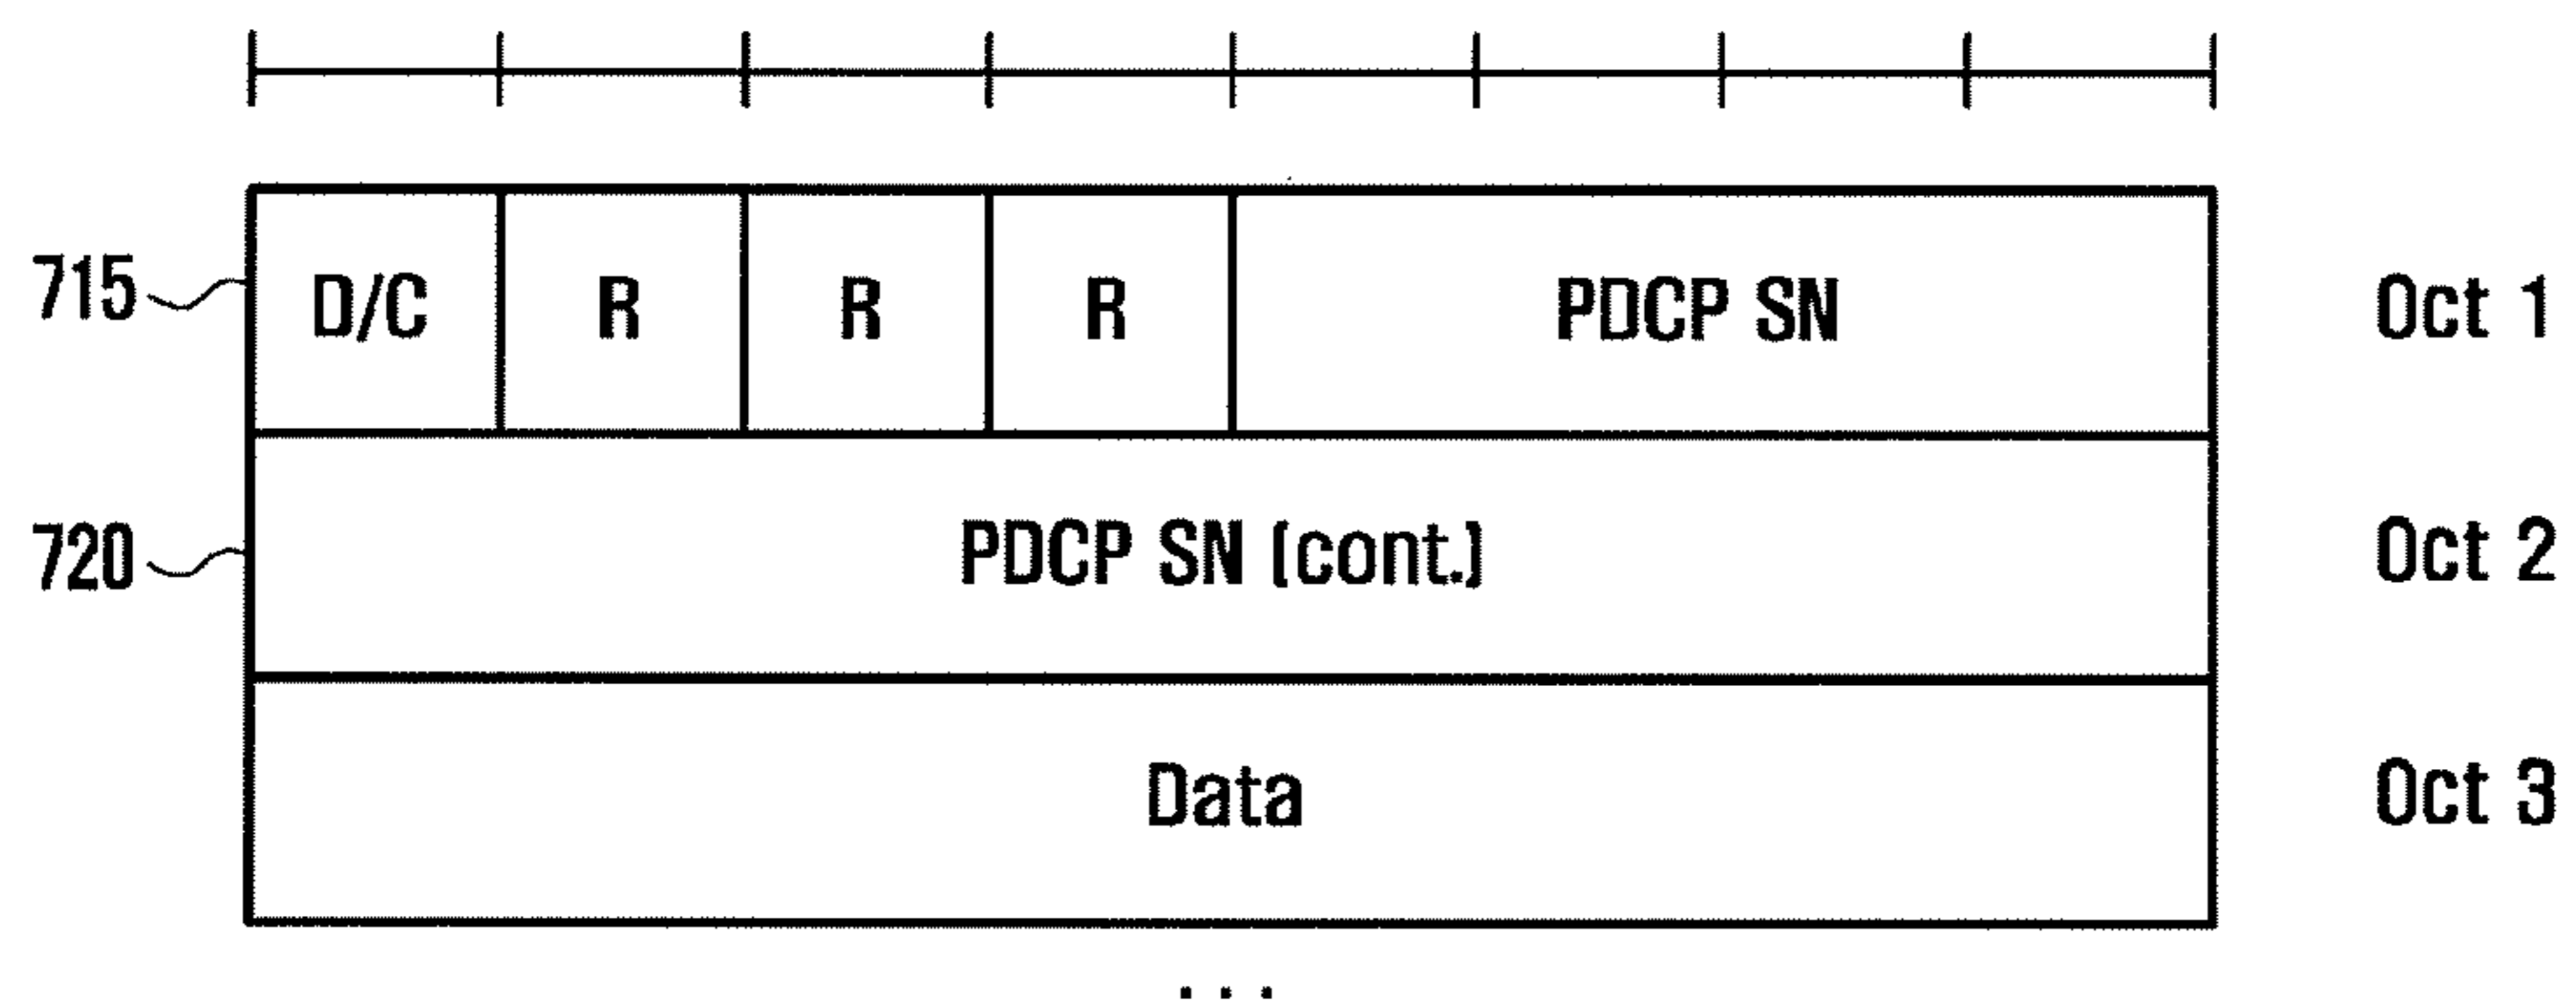 715 D/C R R R PDCP SN Oct 1
720 PDCP SN (cont.) Oct 2
Data Oct 3
...